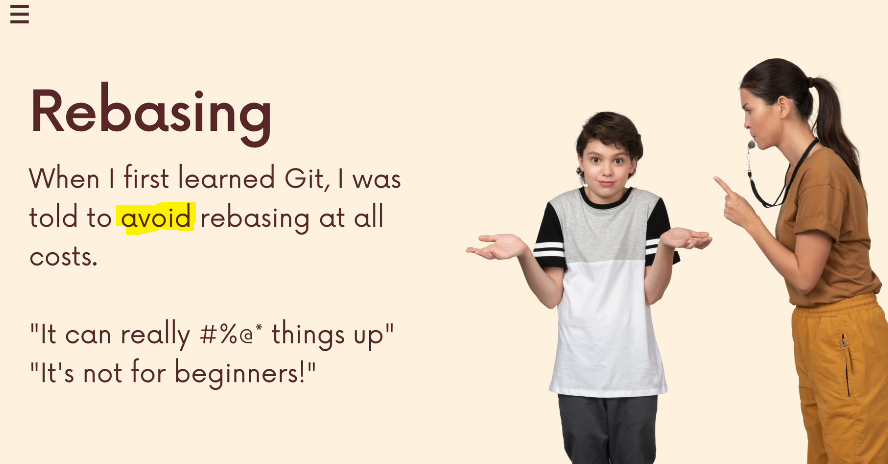 Rebasing
When I first learned Git, I was
told to avoid rebasing at all
costs.
"It can really #%@* things up"
"It's not for beginners!"